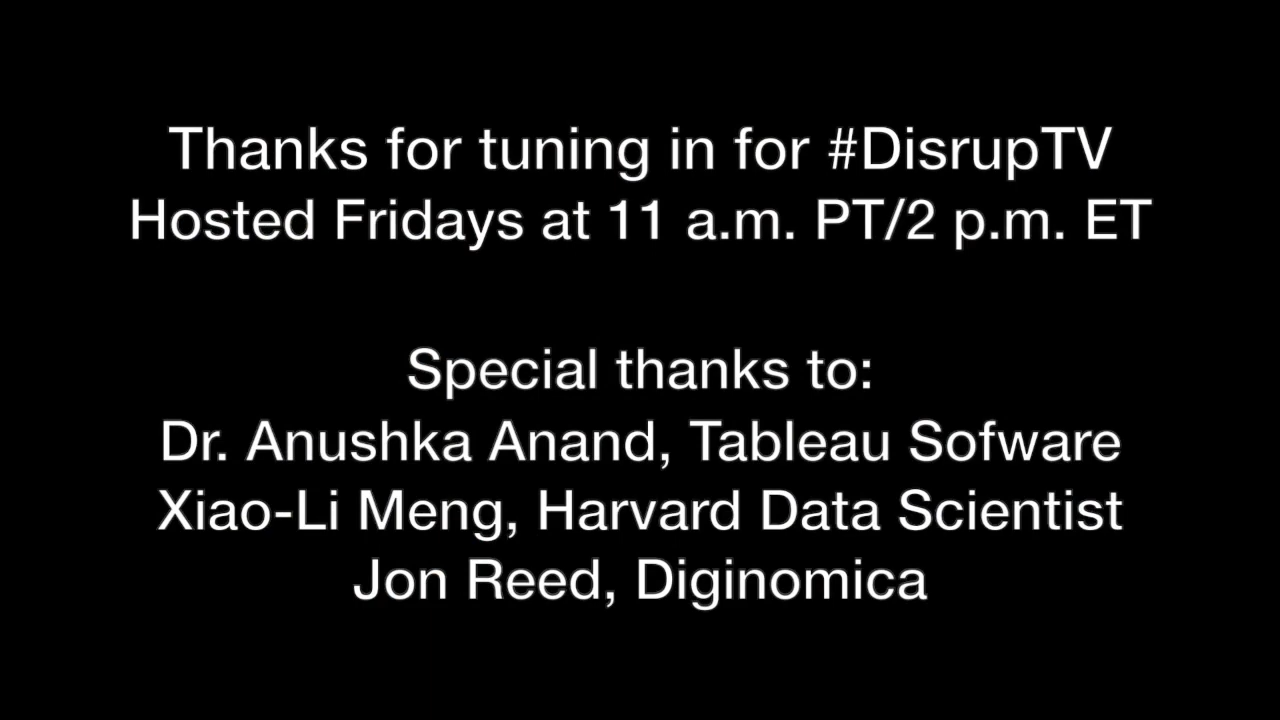 Thanks for tuning in for #DisrupTV
Hosted Fridays at 11 a.m. PT/2 p.m. ET
Special thanks to:
Dr. Anushka Anand, Tableau Sofware
Xiao-Li Meng, Harvard Data Scientist
Jon Reed, Diginomica